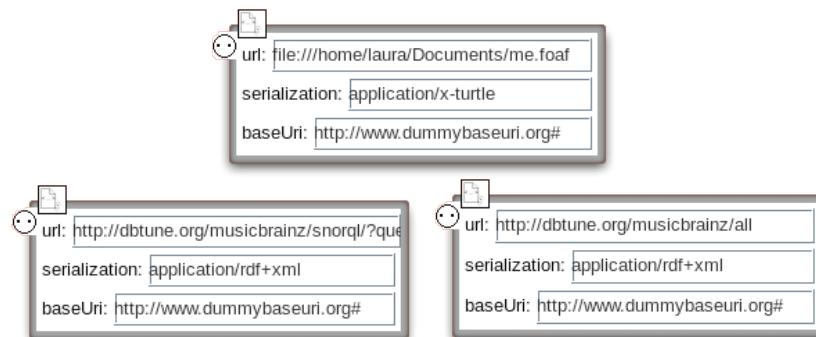 url: file:///home/laura/Documents/me.foaf
serialization: application/x-turtle
baseUri: http://www.dummybaseuri.org#
url: http://dbtune.org/musicbrainz/snorql/?que
serialization: application/rdf+xml
baseUri: http://www.dummybaseuri.org#
url: http://dbtune.org/musicbrainz/all
serialization: application/rdf+xml
baseUri: http://www.dummybaseuri.org#